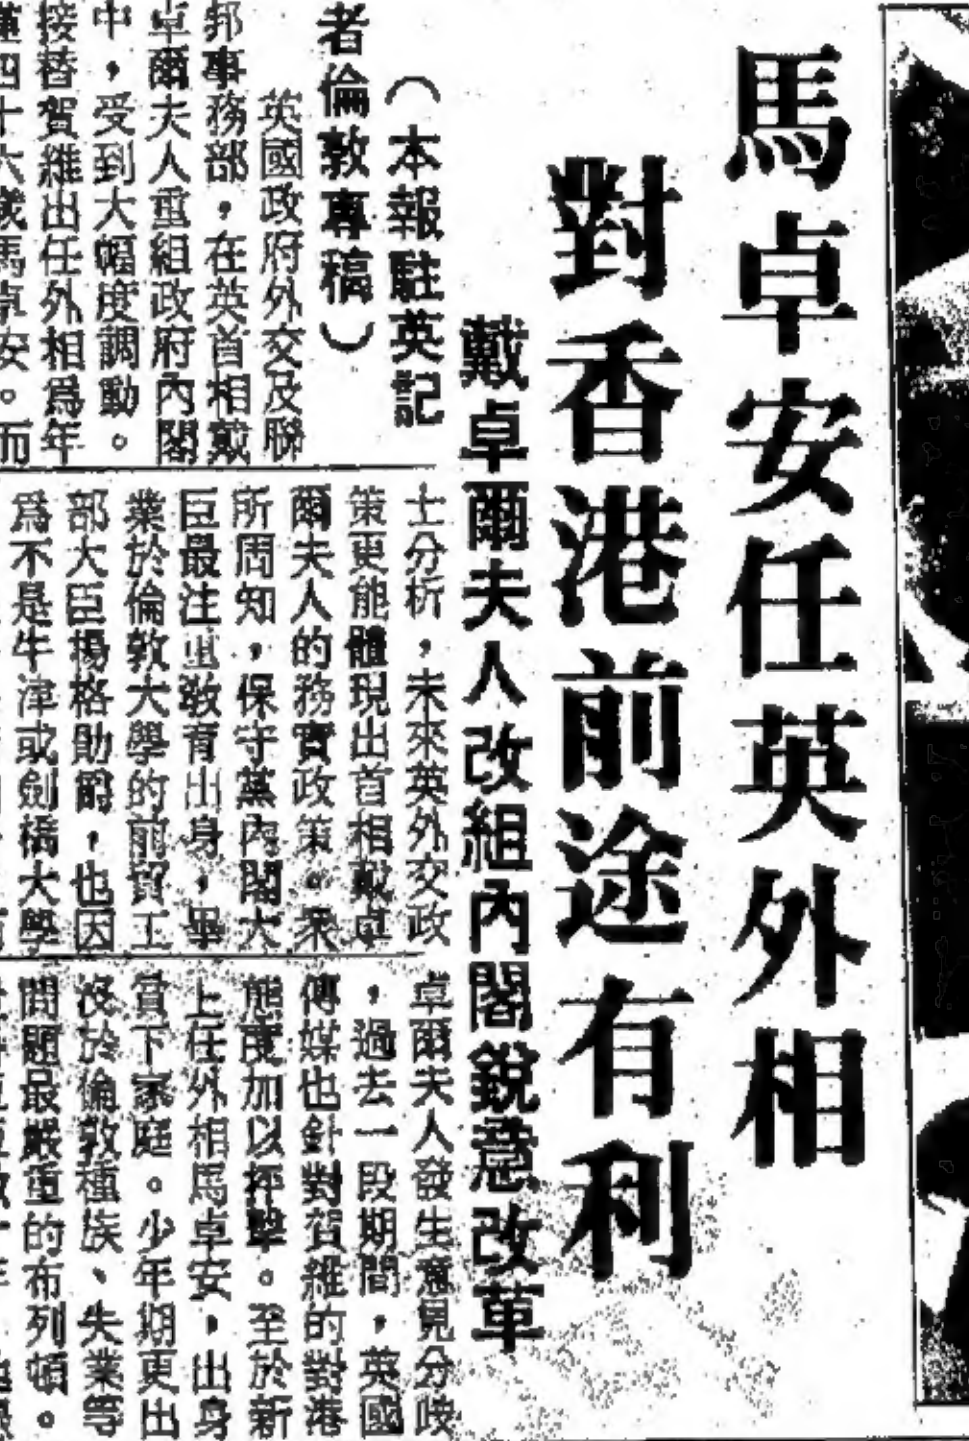 馬卓安任英外相
對香港前途有利
戴卓爾夫人改組內閣銳意改革
（本報駐英記
者倫敦專稿）
英國政府外交及聯
邦事務部，在英首相戴
卓爾夫人重組政府內閣
中，受到大幅度調動。
接替賀維出任外相爲年
僅四十六歲馬卓安。而
士分析，未來英外交政
策更能體現出首相戴卓
爾夫人的務實政策。衆
所周知，保守黨內閣大
臣最注重敎育出身，畢
業於倫敦大學的前貿工
部大臣楊格助爵，也因
爲不是牛津或劍橋大學
卓爾夫人發生意見分歧
，過去一段期間，英國
傳媒也針對賀維的對港
態度加以抨擊。至於新
上任外相馬卓安，出身
貧下家庭。少年期更出
沒於倫敦種族、失業等
問題最嚴重的布列頓。